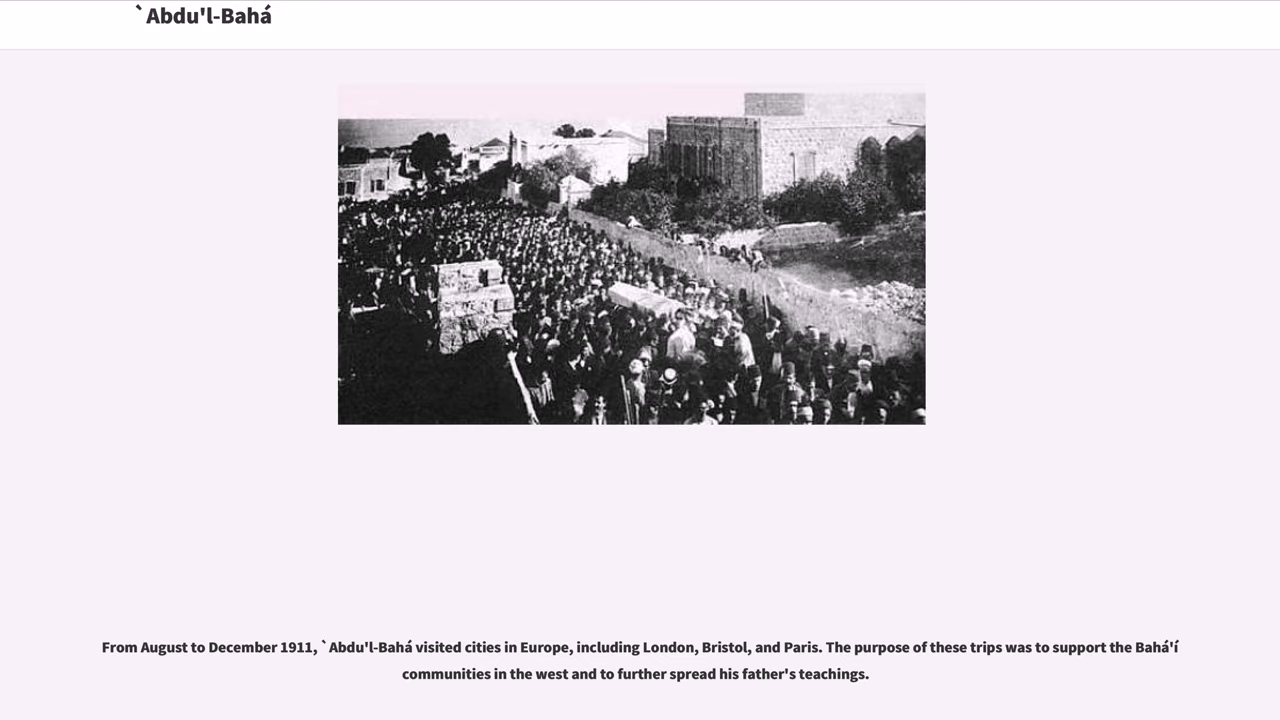 `Abdu'l-Bahá
From August to December 1911, `Abdu'l-Bahá visited cities in Europe, including London, Bristol, and Paris. The purpose of these trips was to support the Bahá'í
communities in the west and to further spread his father's teachings.